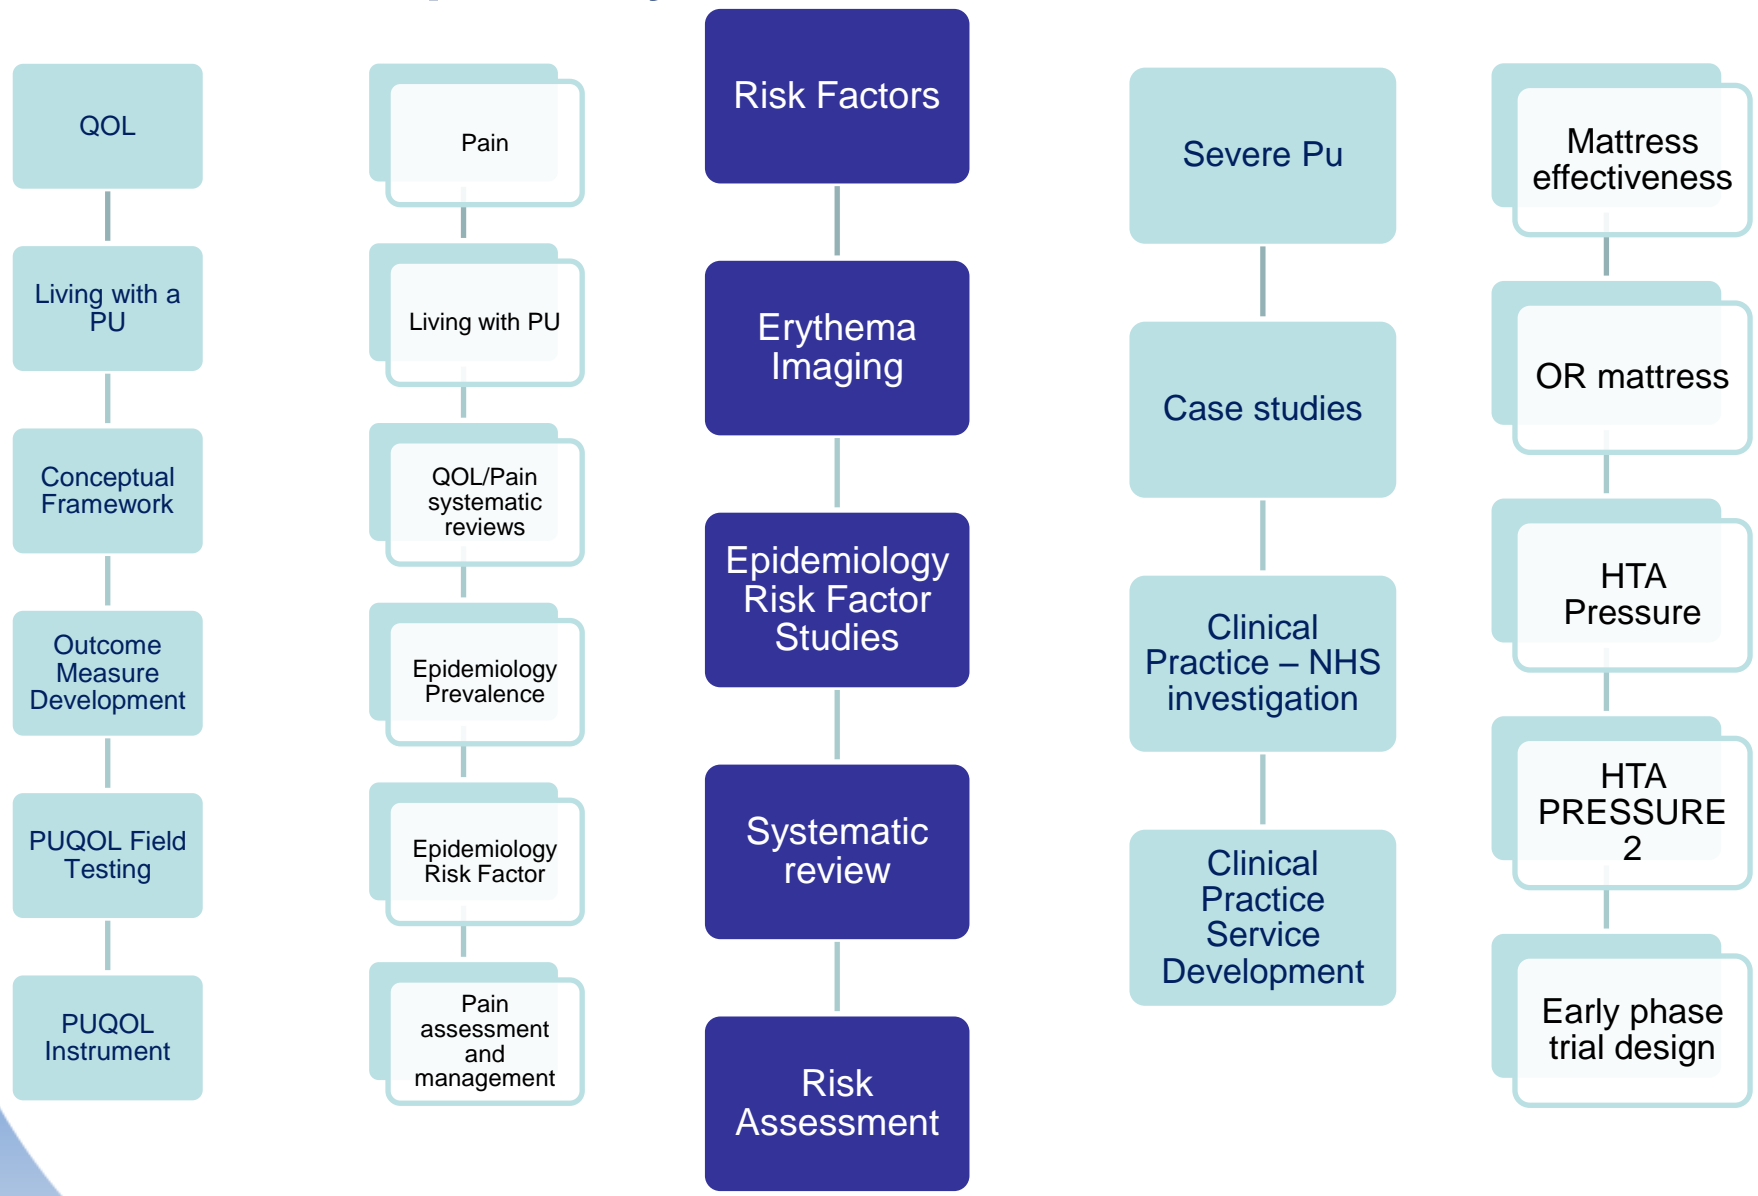 QOL
Living with a
PU
Conceptual
Framework
Outcome
Measure
Development
PUQOL Field
Testing
PUQOL
Instrument
Pain
Living with PU
QOL/Pain
systematic
reviews
Epidemiology
Prevalence
Epidemiology
Risk Factor
Pain
assessment
and
management
Risk Factors
Erythema
Imaging
Epidemiology
Risk Factor
Studies
Systematic
review
Risk
Assessment
Severe Pu
Case studies
Clinical
Practice – NHS
investigation
Clinical
Practice
Service
Development
Mattress
effectiveness
OR mattress
HTA
Pressure
HTA
PRESSURE
2
Early phase
trial design